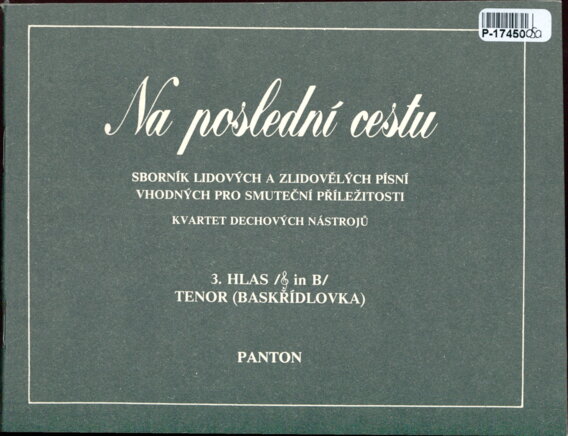 P-17450
Na poslední cestu
SBORNÍK LIDOVÝCH A ZLIDOVĚLÝCH PÍSNÍ
VHODNÝCH PRO SMUTEČNÍ PŘÍLEŽITOSTI
KVARTET DECHOVÝCH NÁSTROJŮ
3. HLAS /𝄞 in B/
TENOR (BASKŘÍDLOVKA)
PANTON